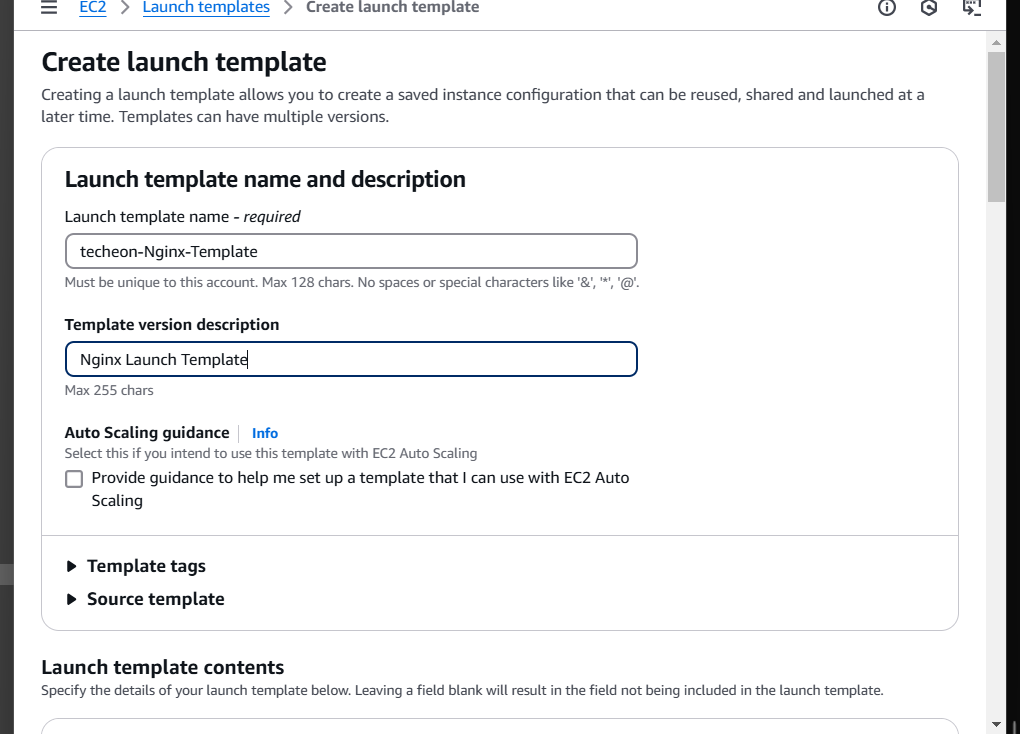 EC2 > Launch templates > Create launch template
Create launch template
Creating a launch template allows you to create a saved instance configuration that can be reused, shared and launched at a
later time. Templates can have multiple versions.
Launch template name and description
Launch template name - required
techeon-Nginx-Template
Must be unique to this account. Max 128 chars. No spaces or special characters like '&', '*', '@'.
Template version description
Nginx Launch Template
Max 255 chars
Auto Scaling guidance | Info
Select this if you intend to use this template with EC2 Auto Scaling
Provide guidance to help me set up a template that I can use with EC2 Auto
Scaling
Template tags
Source template
Launch template contents
Specify the details of your launch template below. Leaving a field blank will result in the field not being included in the launch template.